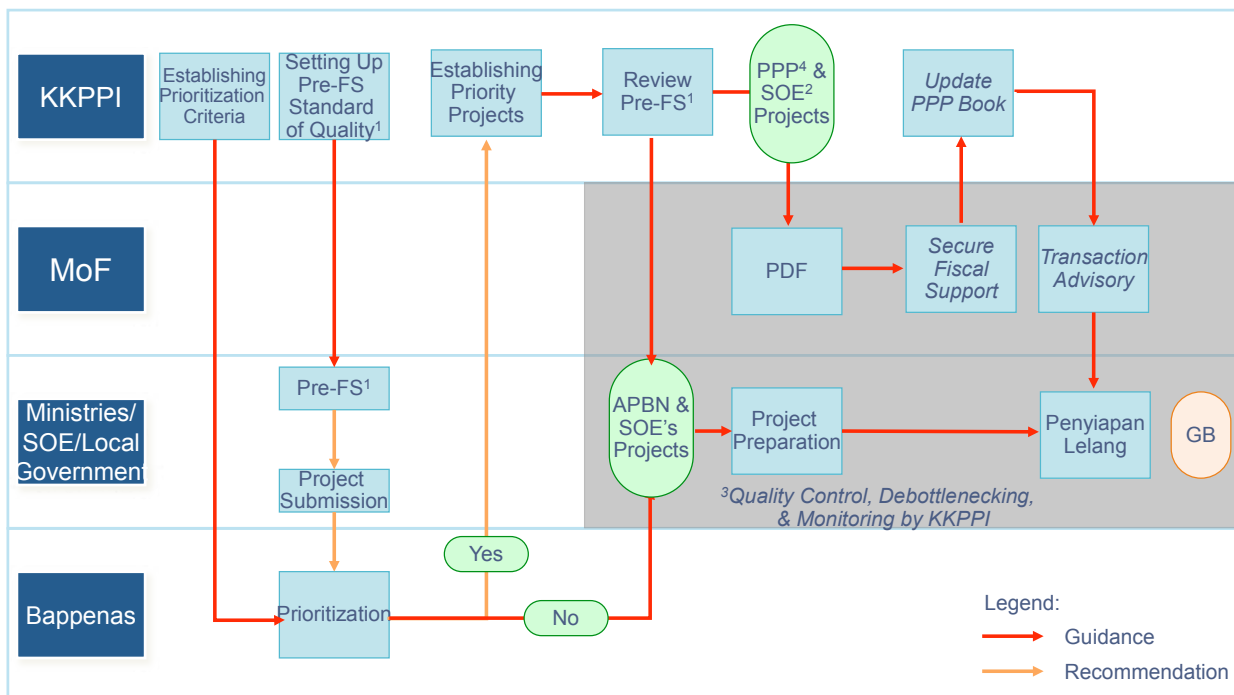 KKPPI
Establishing
Prioritization
Criteria
Setting Up
Pre-FS
Standard
of Quality¹
Establishing
Priority
Projects
Review
Pre-FS¹
PPP⁴ &
SOE²
Projects
Update
PPP Book
MoF
PDF
Secure
Fiscal
Support
Transaction
Advisory
Ministries/
SOE/Local
Government
Pre-FS¹
Project
Submission
APBN &
SOE's
Projects
Project
Preparation
Penyiapan
Lelang
GB
³Quality Control, Debottlenecking,
& Monitoring by KKPPI
Bappenas
Prioritization
Yes
No
Legend:
Guidance
Recommendation